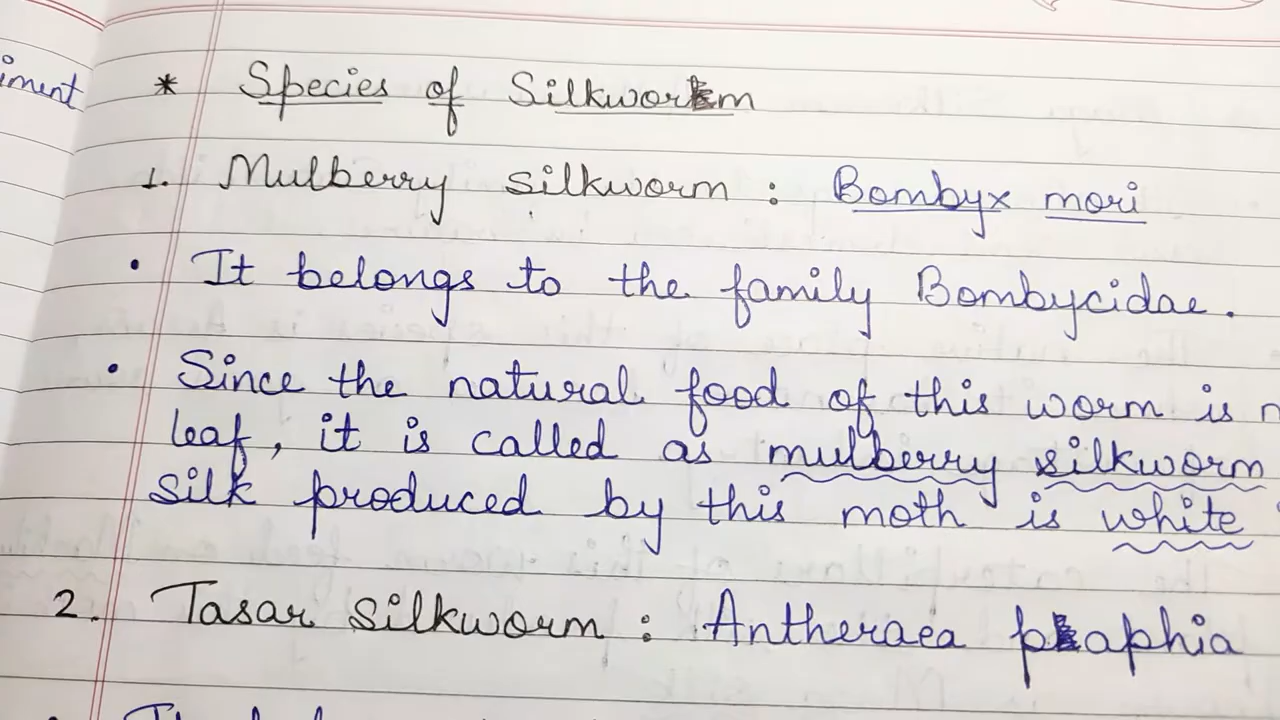 iment
* Species of Silkworm
1. Mulberry silkworm : Bombyx mori
• It belongs to the family Bombycidae.
• Since the natural food of this worm is
leaf, it is called as mulberry silkworm
silk produced by this moth is white
2. Tasar silkworm : Antheraea paphia